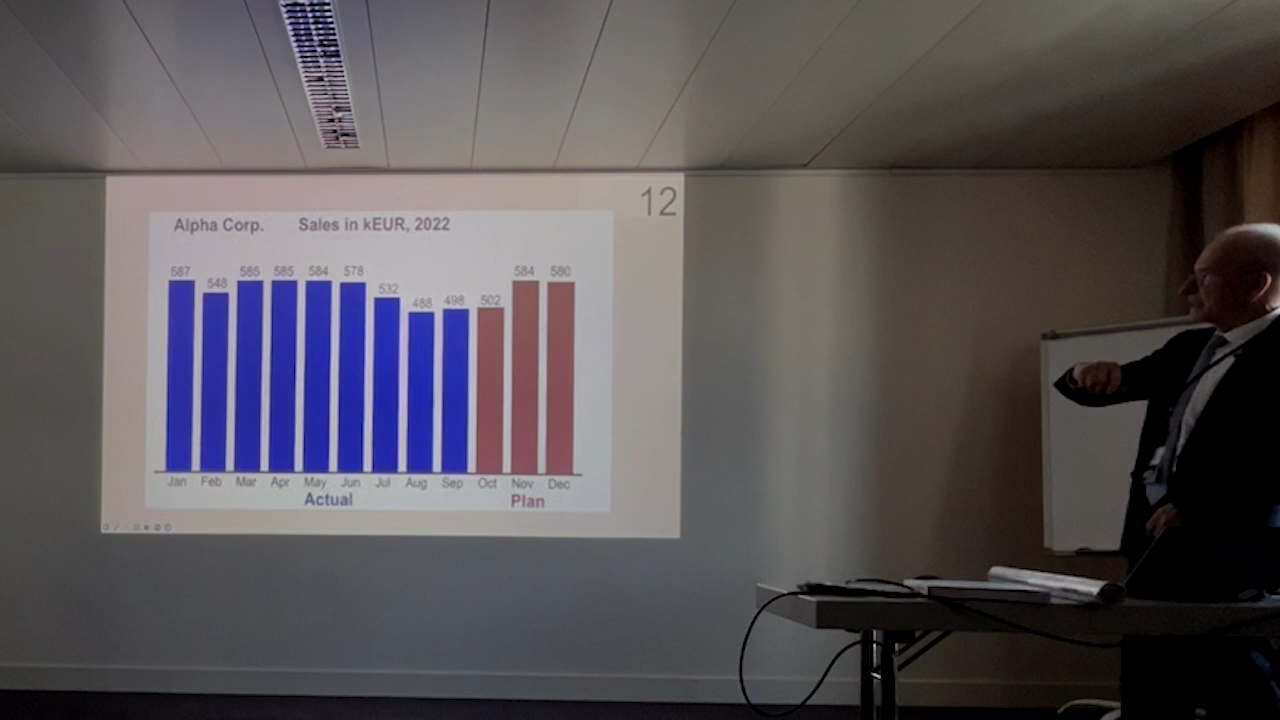 12
Alpha Corp. Sales in kEUR, 2022
587 548 585 585 584 578 532 488 498 502 584 580
Jan Feb Mar Apr May Jun Jul Aug Sep Oct Nov Dec
Actual Plan